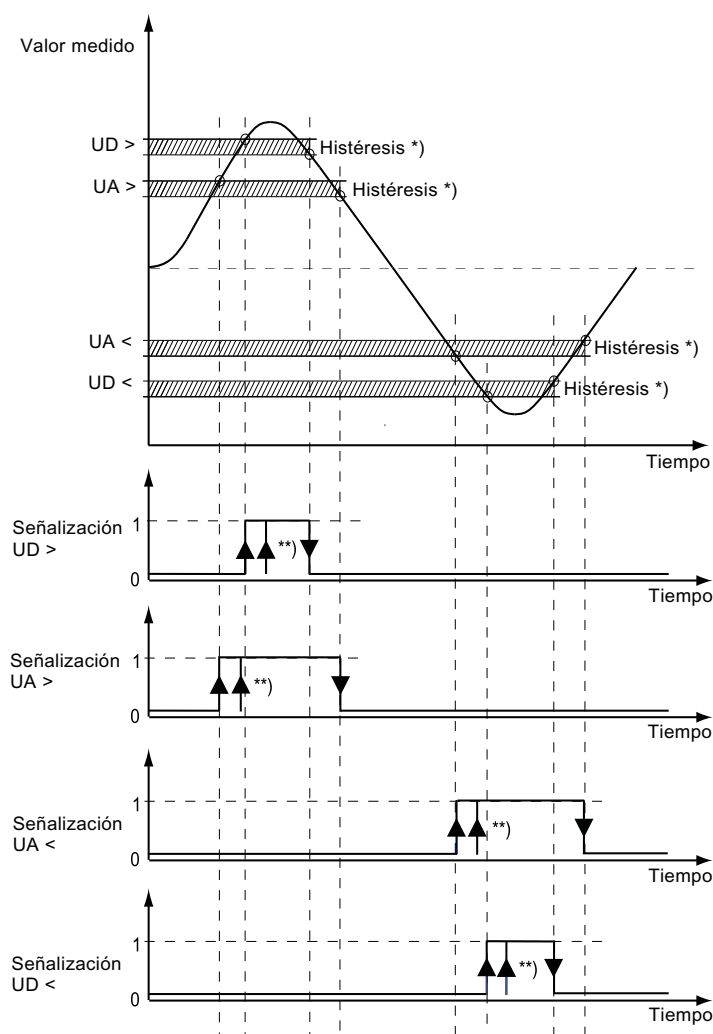 Valor medido
UD >
Histéresis *)
UA >
Histéresis *)
UA <
Histéresis *)
UD <
Histéresis *)
Tiempo
Señalización
UD >
1
0
**)
Tiempo
Señalización
UA >
1
0
**)
Tiempo
Señalización
UA <
1
0
**)
Tiempo
Señalización
UD <
1
0
**)
Tiempo